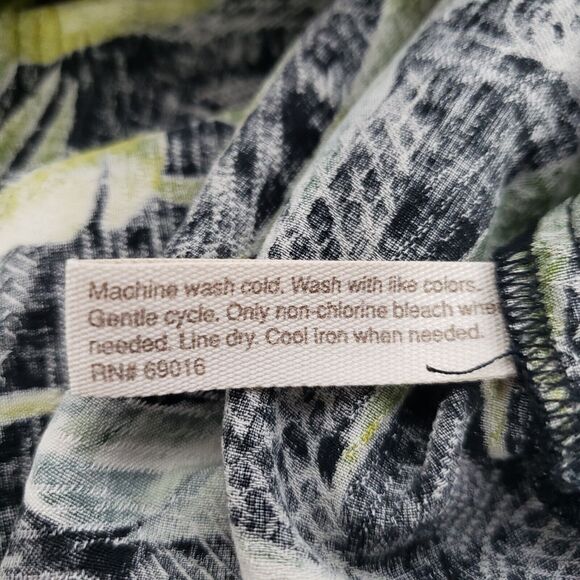 Machine wash cold. Wash with like colors.
Gentle cycle. Only non-chlorine bleach whe
needed. Line dry. Cool iron when needed.
RN# 69016